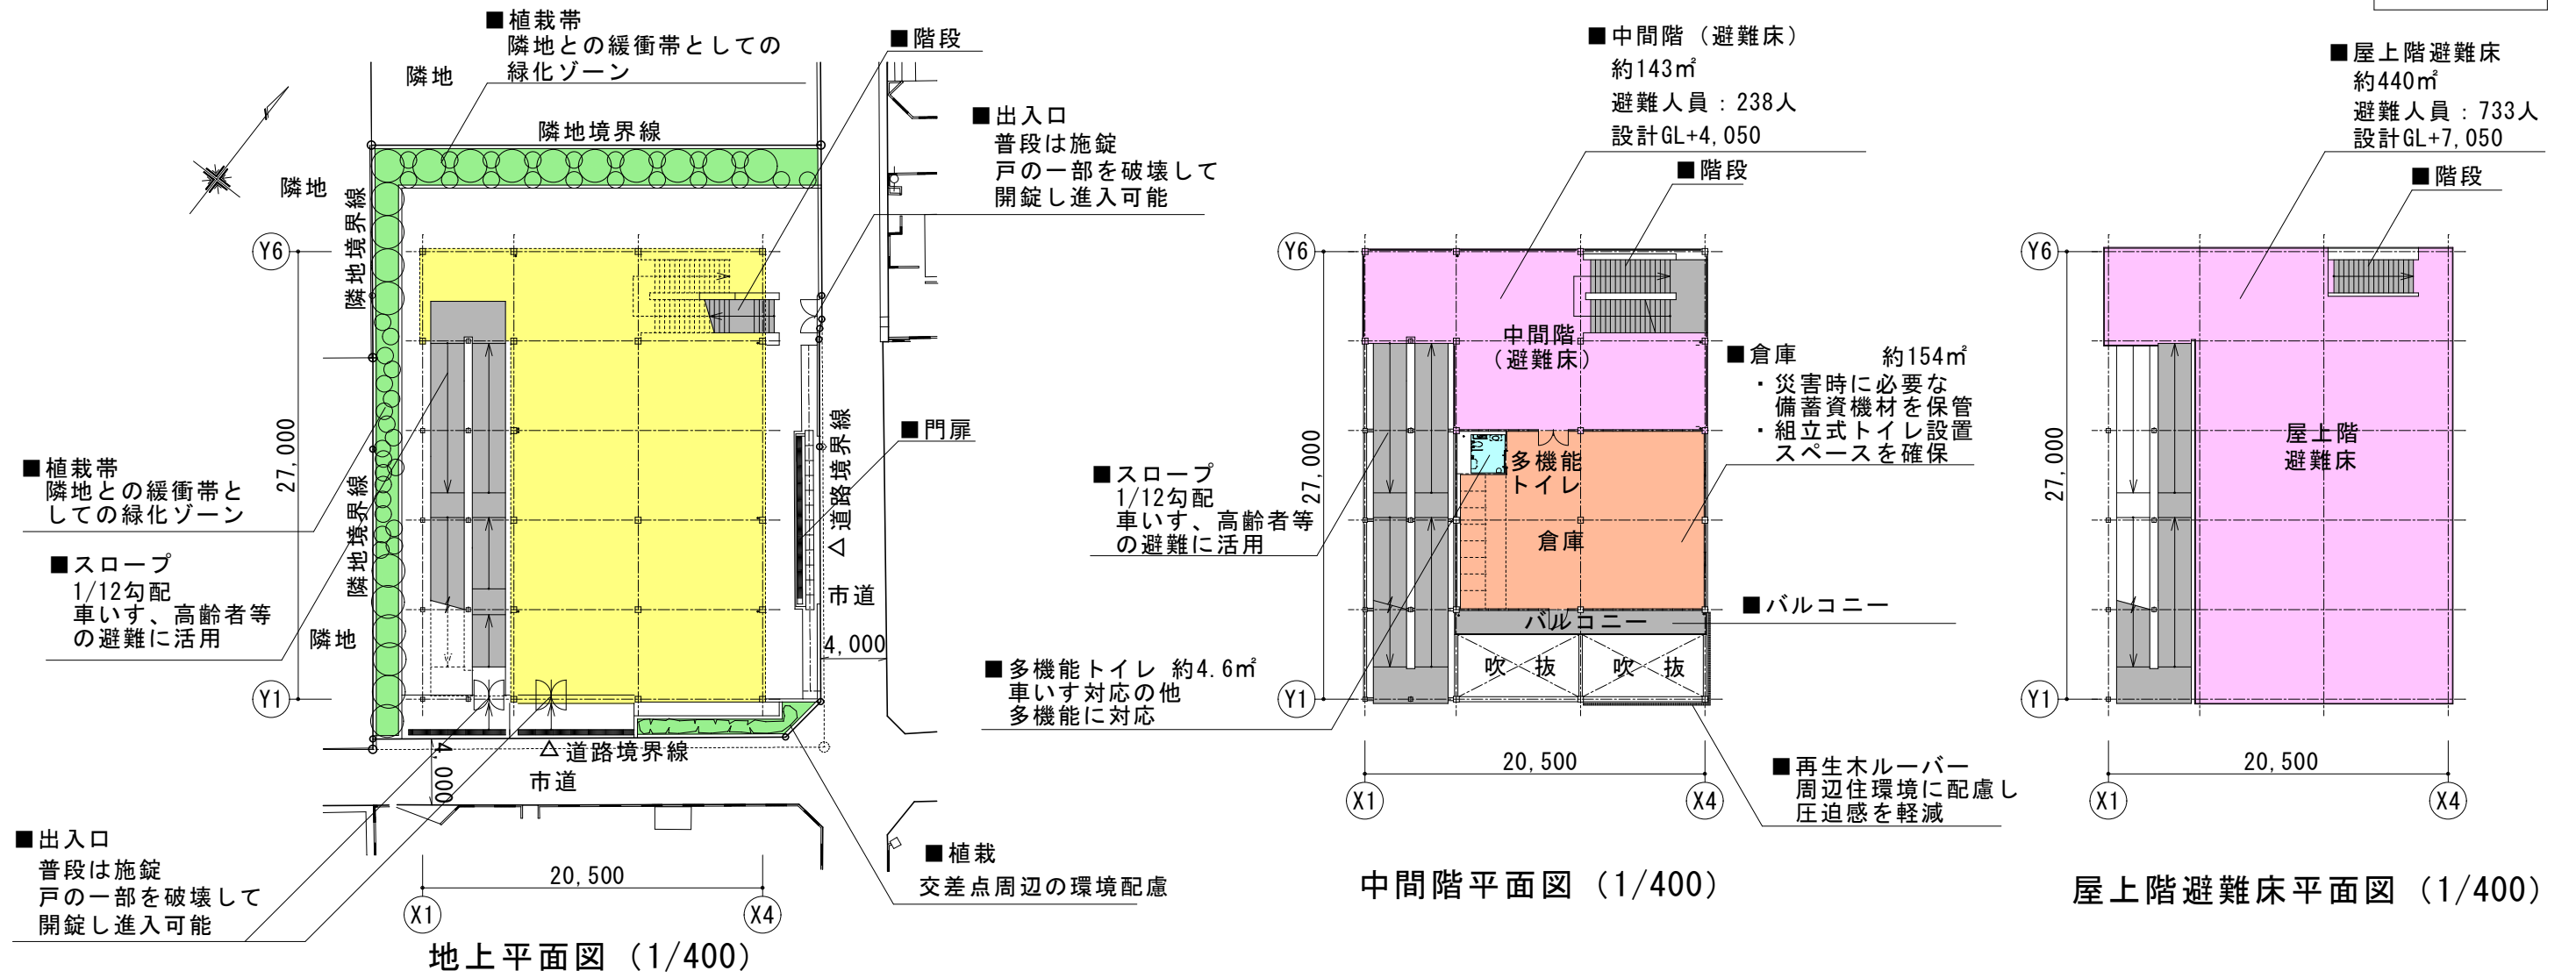 ■植栽帯
隣地との緩衝帯としての
緑化ゾーン
■階段
隣地
■出入口
普段は施錠
戸の一部を破壊して
開錠し進入可能
隣地境界線
隣地
隣地境界線
Y6
27,000
■植栽帯
隣地との緩衝帯と
しての緑化ゾーン
隣地境界線
■スロープ
1/12勾配
車いす、高齢者等
の避難に活用
隣地
■門扉
△道路境界線
市道
4,000
Y1
4,000
△道路境界線
市道
■出入口
普段は施錠
戸の一部を破壊して
開錠し進入可能
20,500
X1
X4
■植栽
交差点周辺の環境配慮
地上平面図(1/400)
■中間階(避難床)
約143㎡
避難人員:238人
設計GL+4,050
■階段
Y6
中間階
(避難床)
■倉庫 約154㎡
・災害時に必要な
備蓄資機材を保管
・組立式トイレ設置
スペースを確保
27,000
■スロープ
1/12勾配
車いす、高齢者等
の避難に活用
多機能
トイレ
倉庫
■バルコニー
バルコニー
■多機能トイレ 約4.6㎡
車いす対応の他
多機能に対応
吹 抜
吹 抜
Y1
20,500
X1
X4
■再生木ルーバー
周辺住環境に配慮し
圧迫感を軽減
中間階平面図(1/400)
■屋上階避難床
約440㎡
避難人員:733人
設計GL+7,050
■階段
Y6
27,000
屋上階
避難床
Y1
20,500
X1
X4
屋上階避難床平面図(1/400)